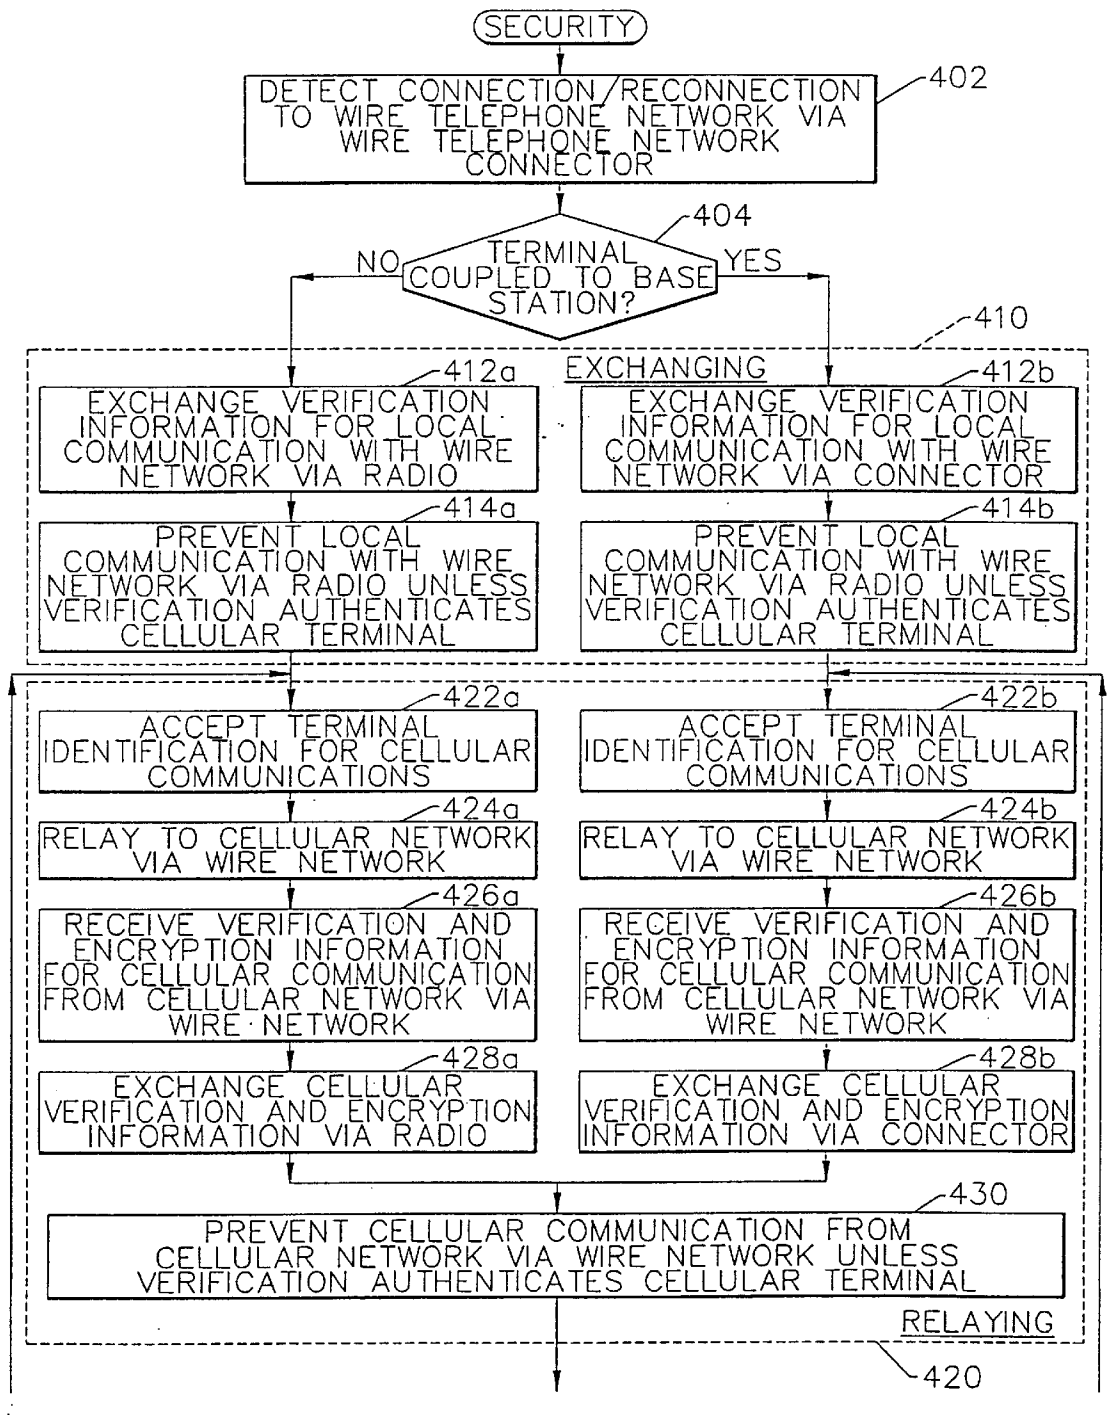 SECURITY
402
DETECT CONNECTION/RECONNECTION
TO WIRE TELEPHONE NETWORK VIA
WIRE TELEPHONE NETWORK
CONNECTOR
404
NO
TERMINAL
COUPLED TO BASE
STATION?
YES
410
EXCHANGING
412a
EXCHANGE VERIFICATION
INFORMATION FOR LOCAL
COMMUNICATION WITH WIRE
NETWORK VIA RADIO
412b
EXCHANGE VERIFICATION
INFORMATION FOR LOCAL
COMMUNICATION WITH WIRE
NETWORK VIA CONNECTOR
414a
PREVENT LOCAL
COMMUNICATION WITH WIRE
NETWORK VIA RADIO UNLESS
VERIFICATION AUTHENTICATES
CELLULAR TERMINAL
414b
PREVENT LOCAL
COMMUNICATION WITH WIRE
NETWORK VIA RADIO UNLESS
VERIFICATION AUTHENTICATES
CELLULAR TERMINAL
422a
ACCEPT TERMINAL
IDENTIFICATION FOR CELLULAR
COMMUNICATIONS
422b
ACCEPT TERMINAL
IDENTIFICATION FOR CELLULAR
COMMUNICATIONS
424a
RELAY TO CELLULAR NETWORK
VIA WIRE NETWORK
424b
RELAY TO CELLULAR NETWORK
VIA WIRE NETWORK
426a
RECEIVE VERIFICATION AND
ENCRYPTION INFORMATION
FOR CELLULAR COMMUNICATION
FROM CELLULAR NETWORK VIA
WIRE NETWORK
426b
RECEIVE VERIFICATION AND
ENCRYPTION INFORMATION
FOR CELLULAR COMMUNICATION
FROM CELLULAR NETWORK VIA
WIRE NETWORK
428a
EXCHANGE CELLULAR
VERIFICATION AND ENCRYPTION
INFORMATION VIA RADIO
428b
EXCHANGE CELLULAR
VERIFICATION AND ENCRYPTION
INFORMATION VIA CONNECTOR
430
PREVENT CELLULAR COMMUNICATION FROM
CELLULAR NETWORK VIA WIRE NETWORK UNLESS
VERIFICATION AUTHENTICATES CELLULAR TERMINAL
RELAYING
420